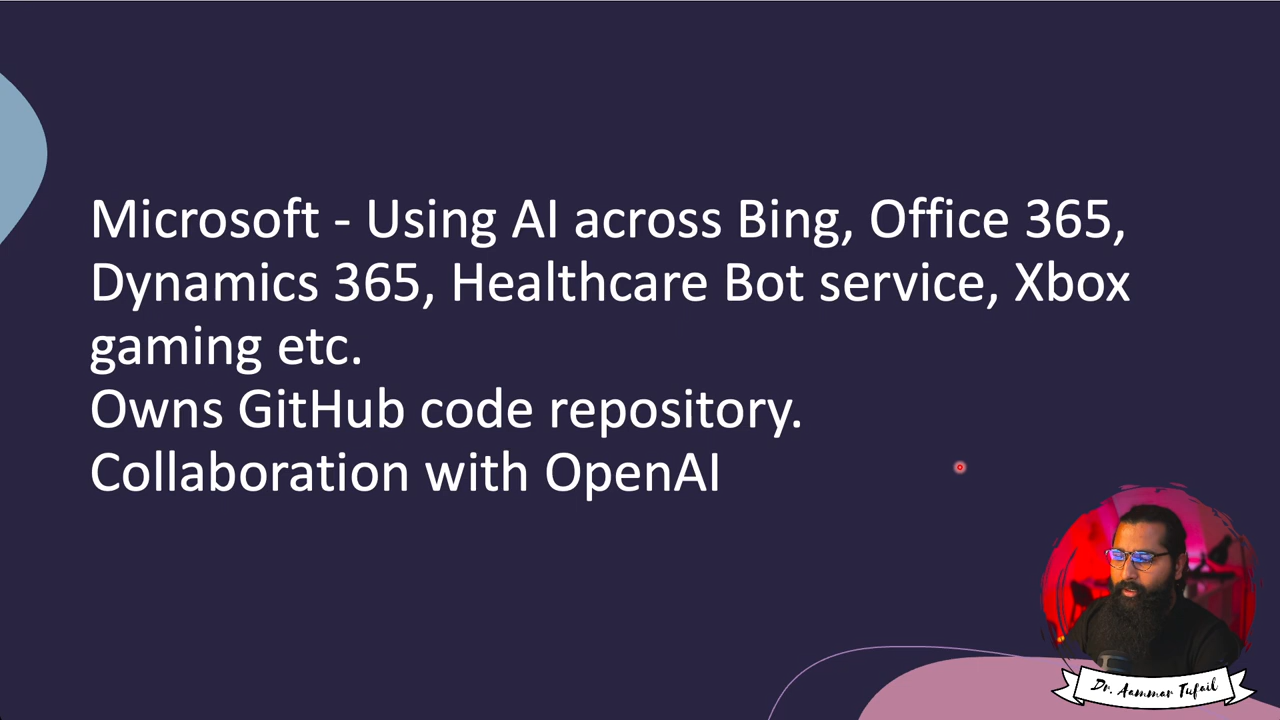 Microsoft - Using AI across Bing, Office 365,
Dynamics 365, Healthcare Bot service, Xbox
gaming etc.
Owns GitHub code repository.
Collaboration with OpenAI
Dr. Aammar Tufail